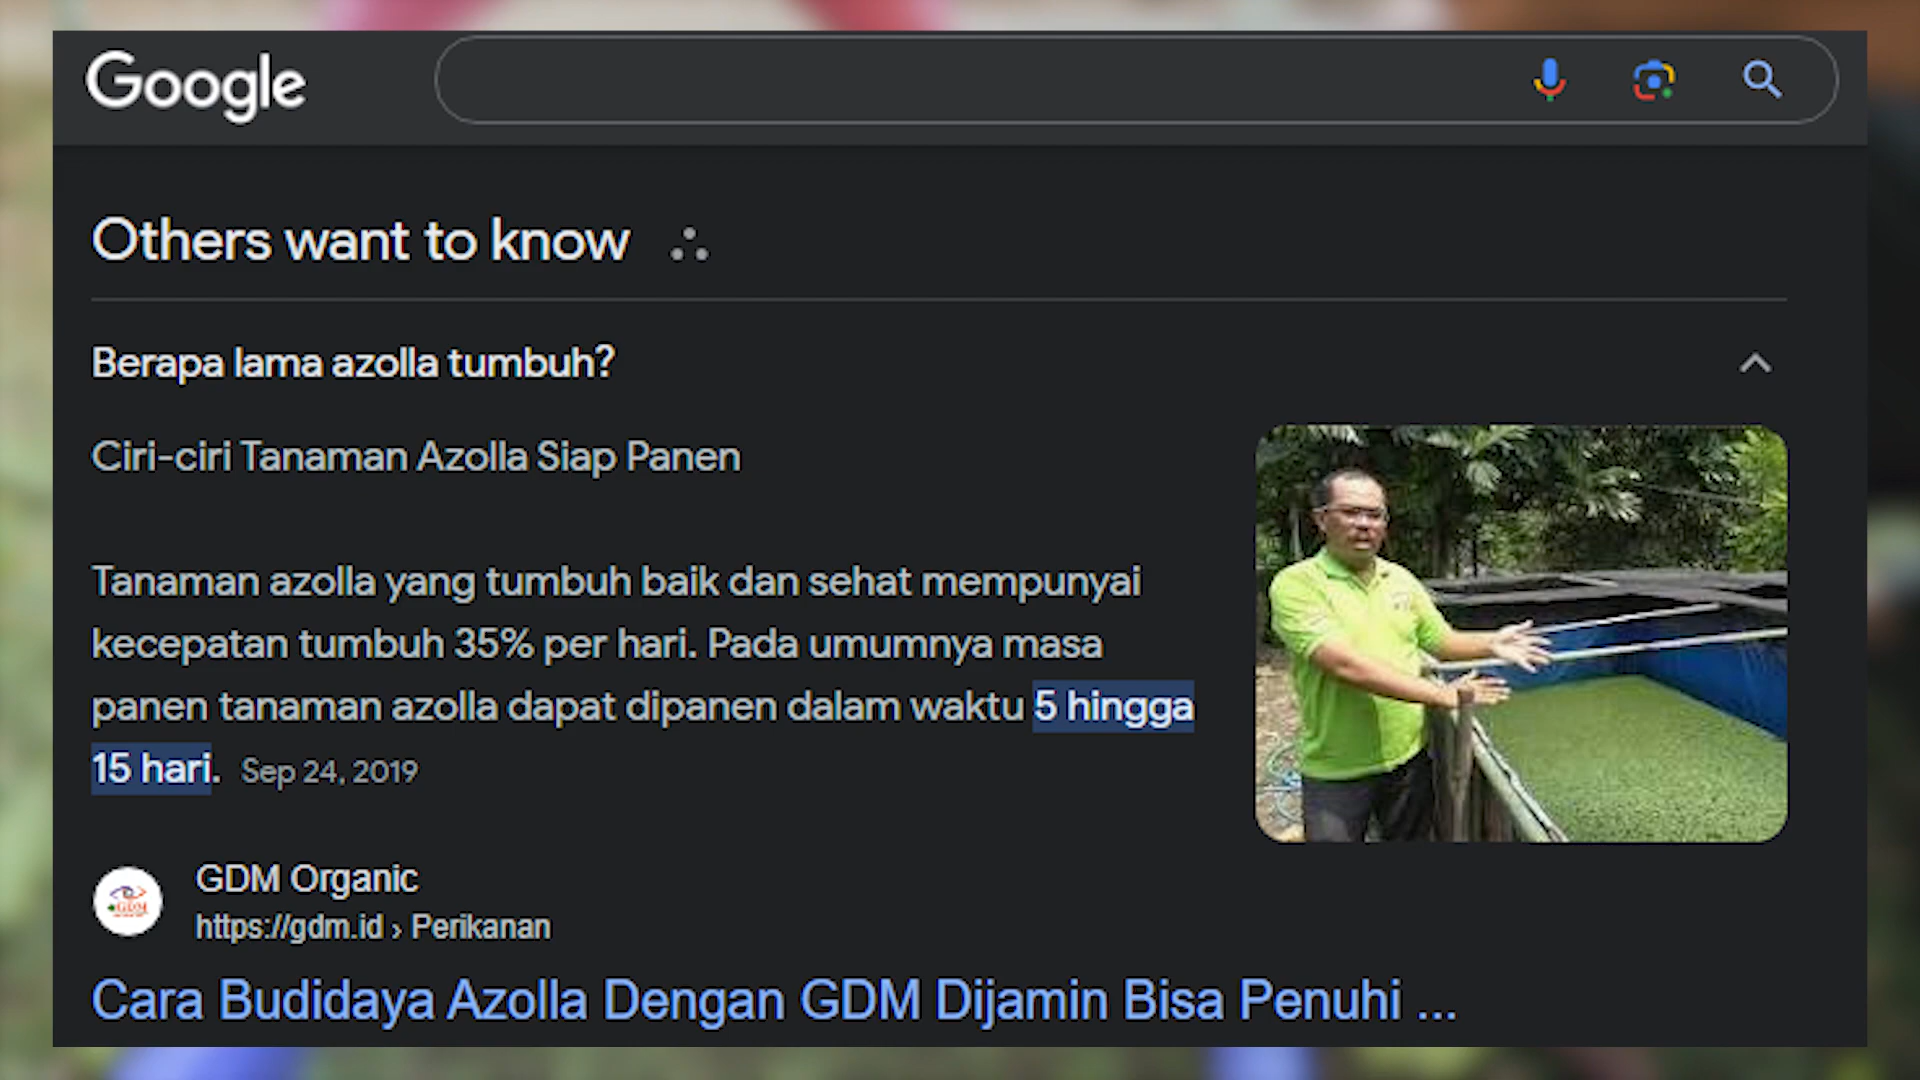 Google
Others want to know
Berapa lama azolla tumbuh?
Ciri-ciri Tanaman Azolla Siap Panen
Tanaman azolla yang tumbuh baik dan sehat mempunyai
kecepatan tumbuh 35% per hari. Pada umumnya masa
panen tanaman azolla dapat dipanen dalam waktu 5 hingga
15 hari. Sep 24, 2019
GDM
GDM Organic
https://gdm.id › Perikanan
Cara Budidaya Azolla Dengan GDM Dijamin Bisa Penuhi ...